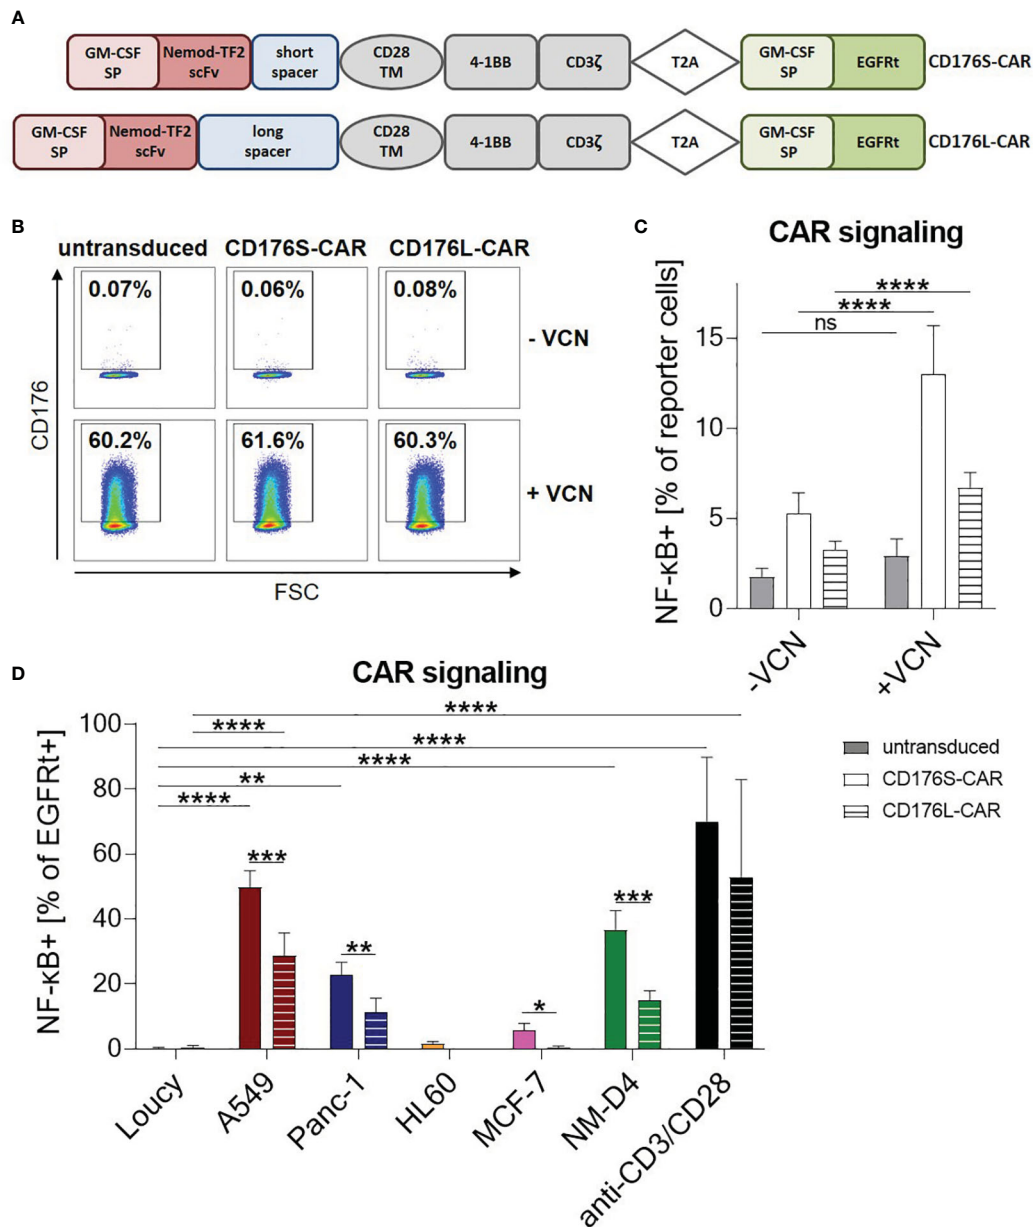 A
GM-CSF SP
Nemod-TF2 scFv
short spacer
CD28 TM
4-1BB
CD3ζ
T2A
GM-CSF SP
EGFRt
CD176S-CAR
GM-CSF SP
Nemod-TF2 scFv
long spacer
CD28 TM
4-1BB
CD3ζ
T2A
GM-CSF SP
EGFRt
CD176L-CAR
B
untransduced
CD176S-CAR
CD176L-CAR
0.07%
0.06%
0.08%
- VCN
60.2%
61.6%
60.3%
+ VCN
CD176
FSC
C
CAR signaling
NF-κB+ [% of reporter cells]
15
10
5
0
****
****
ns
-VCN
+VCN
D
CAR signaling
NF-κB+ [% of EGFRt+]
100
80
60
40
20
0
****
****
****
****
**
****
***
**
*
***
Loucy
A549
Panc-1
HL60
MCF-7
NM-D4
anti-CD3/CD28
untransduced
CD176S-CAR
CD176L-CAR